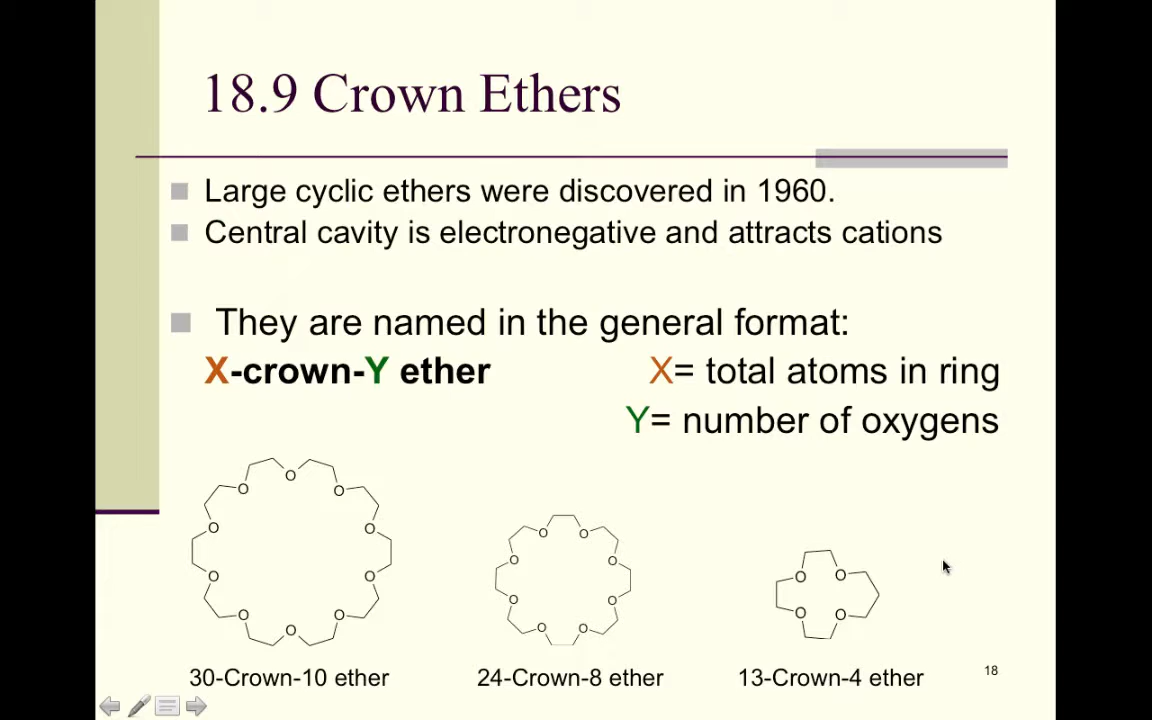 18.9 Crown Ethers
Large cyclic ethers were discovered in 1960.
Central cavity is electronegative and attracts cations
They are named in the general format:
X-crown-Y ether X= total atoms in ring
Y= number of oxygens
O O O O O O O O O O
O O O O O O O O
O O O O
30-Crown-10 ether 24-Crown-8 ether 13-Crown-4 ether 18